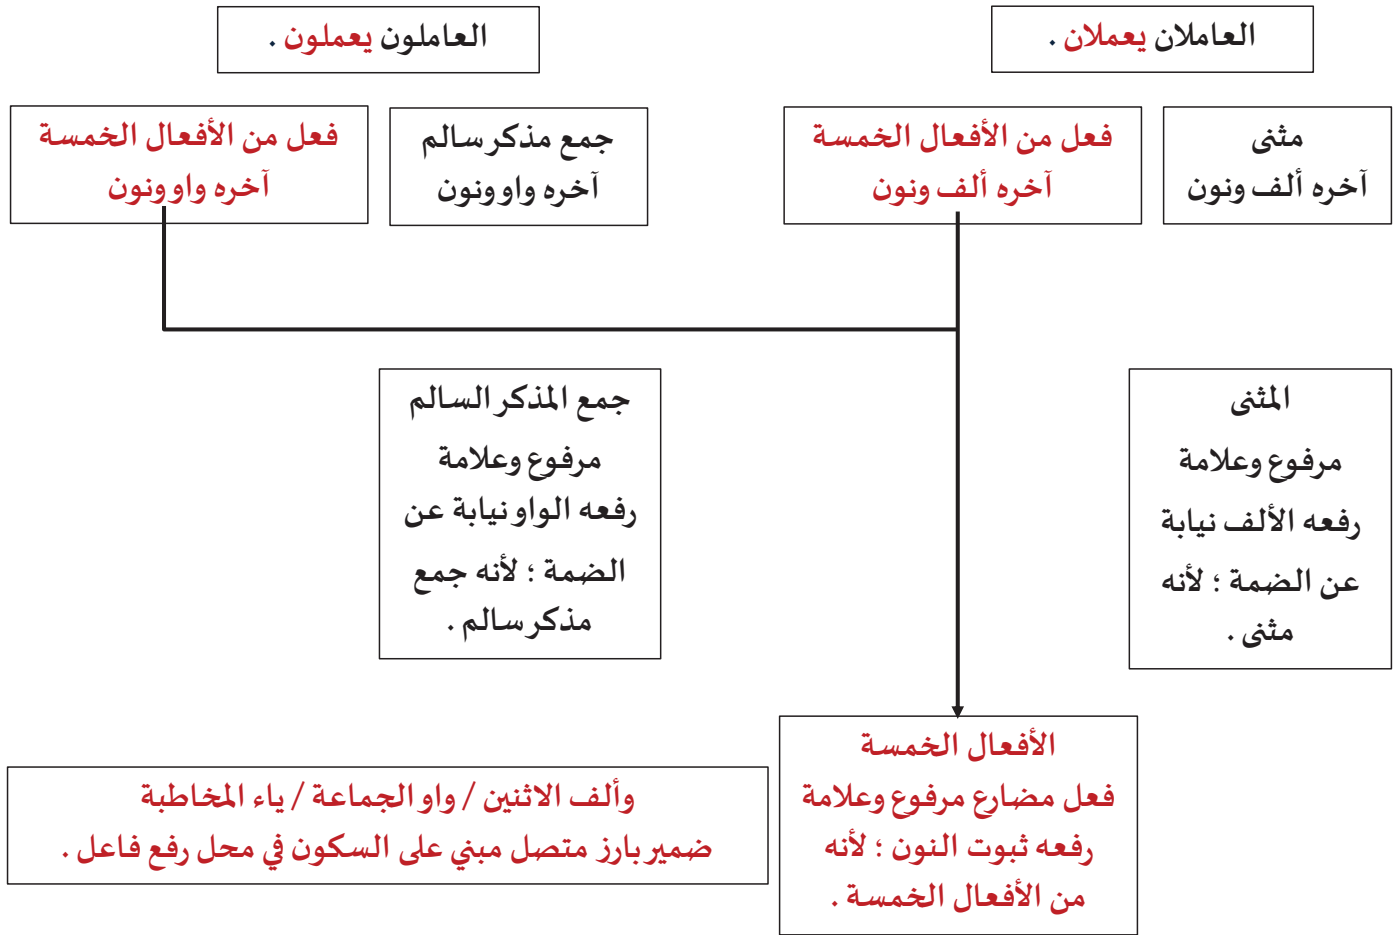 العاملان يعملان .
العاملون يعملون .
مثنى
آخره ألف ونون
فعل من الأفعال الخمسة
آخره ألف ونون
جمع مذكر سالم
آخره واو ونون
فعل من الأفعال الخمسة
آخره واو ونون
المثنى
مرفوع وعلامة
رفعه الألف نيابة
عن الضمة ؛ لأنه
مثنى .
جمع المذكر السالم
مرفوع وعلامة
رفعه الواو نيابة عن
الضمة ؛ لأنه جمع
مذكر سالم .
الأفعال الخمسة
فعل مضارع مرفوع وعلامة
رفعه ثبوت النون ؛ لأنه
من الأفعال الخمسة .
وألف الاثنين / واو الجماعة / ياء المخاطبة
ضمير بارز متصل مبني على السكون في محل رفع فاعل .